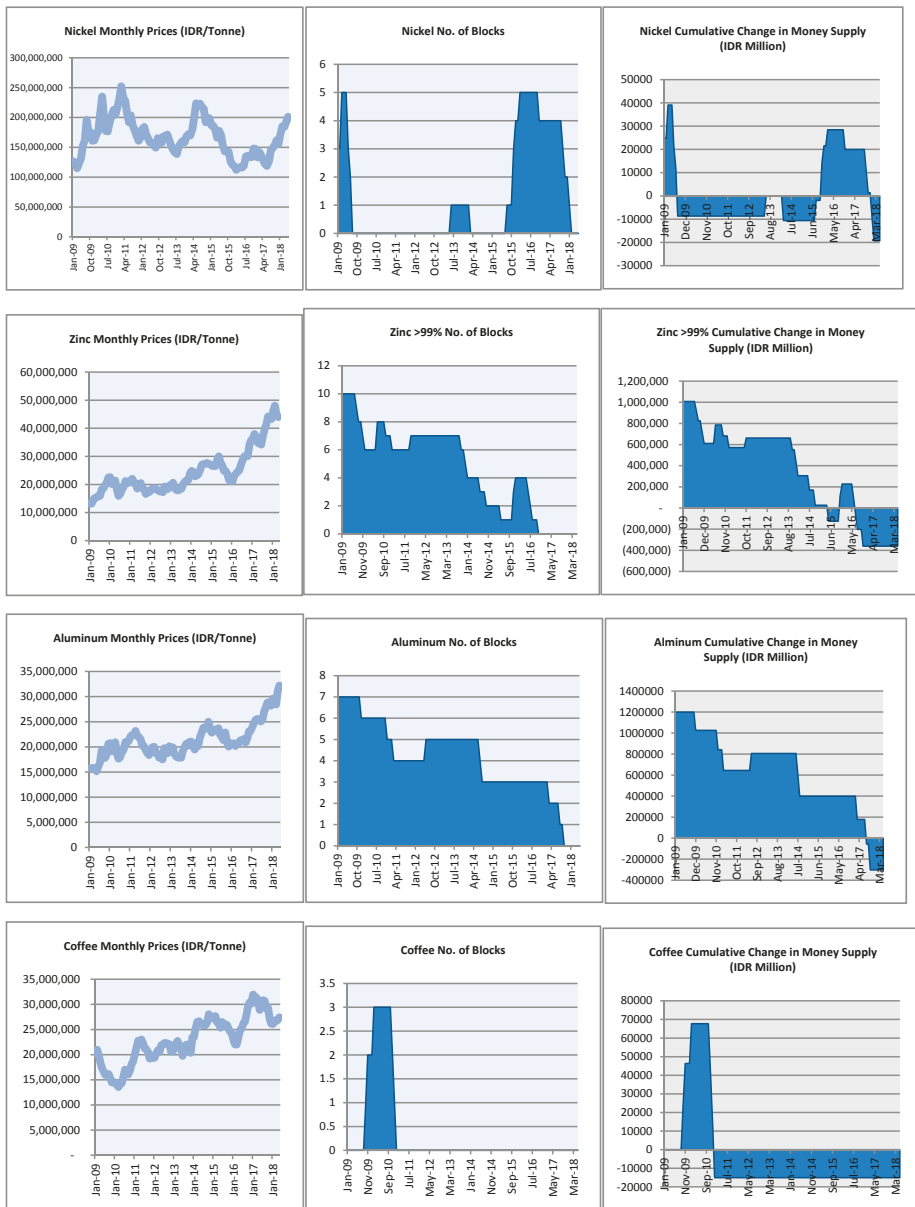 Nickel Monthly Prices (IDR/Tonne)
300,000,000
250,000,000
200,000,000
150,000,000
100,000,000
50,000,000
0
Jan-09
Oct-09
Jul-10
Apr-11
Jan-12
Oct-12
Jul-13
Apr-14
Jan-15
Oct-15
Jul-16
Apr-17
Jan-18
Nickel No. of Blocks
6
5
4
3
2
1
0
Jan-09
Oct-09
Jul-10
Apr-11
Jan-12
Oct-12
Jul-13
Apr-14
Jan-15
Oct-15
Jul-16
Apr-17
Jan-18
Nickel Cumulative Change in Money Supply
(IDR Million)
50000
40000
30000
20000
10000
0
-10000
-20000
-30000
Jan-09
Dec-09
Nov-10
Oct-11
Sep-12
Aug-13
Jul-14
Jun-15
May-16
Apr-17
Mar-18
Zinc Monthly Prices (IDR/Tonne)
60,000,000
50,000,000
40,000,000
30,000,000
20,000,000
10,000,000
0
Jan-09
Jan-10
Jan-11
Jan-12
Jan-13
Jan-14
Jan-15
Jan-16
Jan-17
Jan-18
Zinc >99% No. of Blocks
12
10
8
6
4
2
0
Jan-09
Nov-09
Sep-10
Jul-11
May-12
Mar-13
Jan-14
Nov-14
Sep-15
Jul-16
May-17
Mar-18
Zinc >99% Cumulative Change in Money
Supply (IDR Million)
1,200,000
1,000,000
800,000
600,000
400,000
200,000
-
(200,000)
(400,000)
(600,000)
Jan-09
Dec-09
Nov-10
Oct-11
Sep-12
Aug-13
Jul-14
Jun-15
May-16
Apr-17
Mar-18
Aluminum Monthly Prices (IDR/Tonne)
35,000,000
30,000,000
25,000,000
20,000,000
15,000,000
10,000,000
5,000,000
0
Jan-09
Jan-10
Jan-11
Jan-12
Jan-13
Jan-14
Jan-15
Jan-16
Jan-17
Jan-18
Aluminum No. of Blocks
8
7
6
5
4
3
2
1
0
Jan-09
Oct-09
Jul-10
Apr-11
Jan-12
Oct-12
Jul-13
Apr-14
Jan-15
Oct-15
Jul-16
Apr-17
Jan-18
Alminum Cumulative Change in Money
Supply (IDR Million)
1400000
1200000
1000000
800000
600000
400000
200000
0
-200000
-400000
Jan-09
Dec-09
Nov-10
Oct-11
Sep-12
Aug-13
Jul-14
Jun-15
May-16
Apr-17
Mar-18
Coffee Monthly Prices (IDR/Tonne)
35,000,000
30,000,000
25,000,000
20,000,000
15,000,000
10,000,000
5,000,000
-
Jan-09
Jan-10
Jan-11
Jan-12
Jan-13
Jan-14
Jan-15
Jan-16
Jan-17
Jan-18
Coffee No. of Blocks
3.5
3
2.5
2
1.5
1
0.5
0
Jan-09
Nov-09
Sep-10
Jul-11
May-12
Mar-13
Jan-14
Nov-14
Sep-15
Jul-16
May-17
Mar-18
Coffee Cumulative Change in Money Supply
(IDR Million)
80000
70000
60000
50000
40000
30000
20000
10000
0
-10000
-20000
Jan-09
Nov-09
Sep-10
Jul-11
May-12
Mar-13
Jan-14
Nov-14
Sep-15
Jul-16
May-17
Mar-18